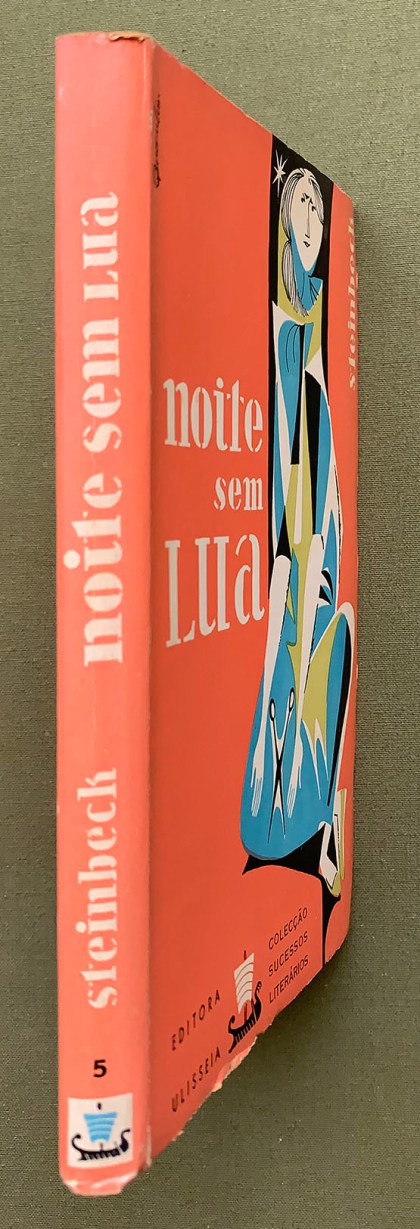 steinbeck noite sem LUA
5
noite
sem
LUA
steinbeck
EDITORA
ULISSEIA
COLECÇÃO
SUCESSOS
LITERÁRIOS